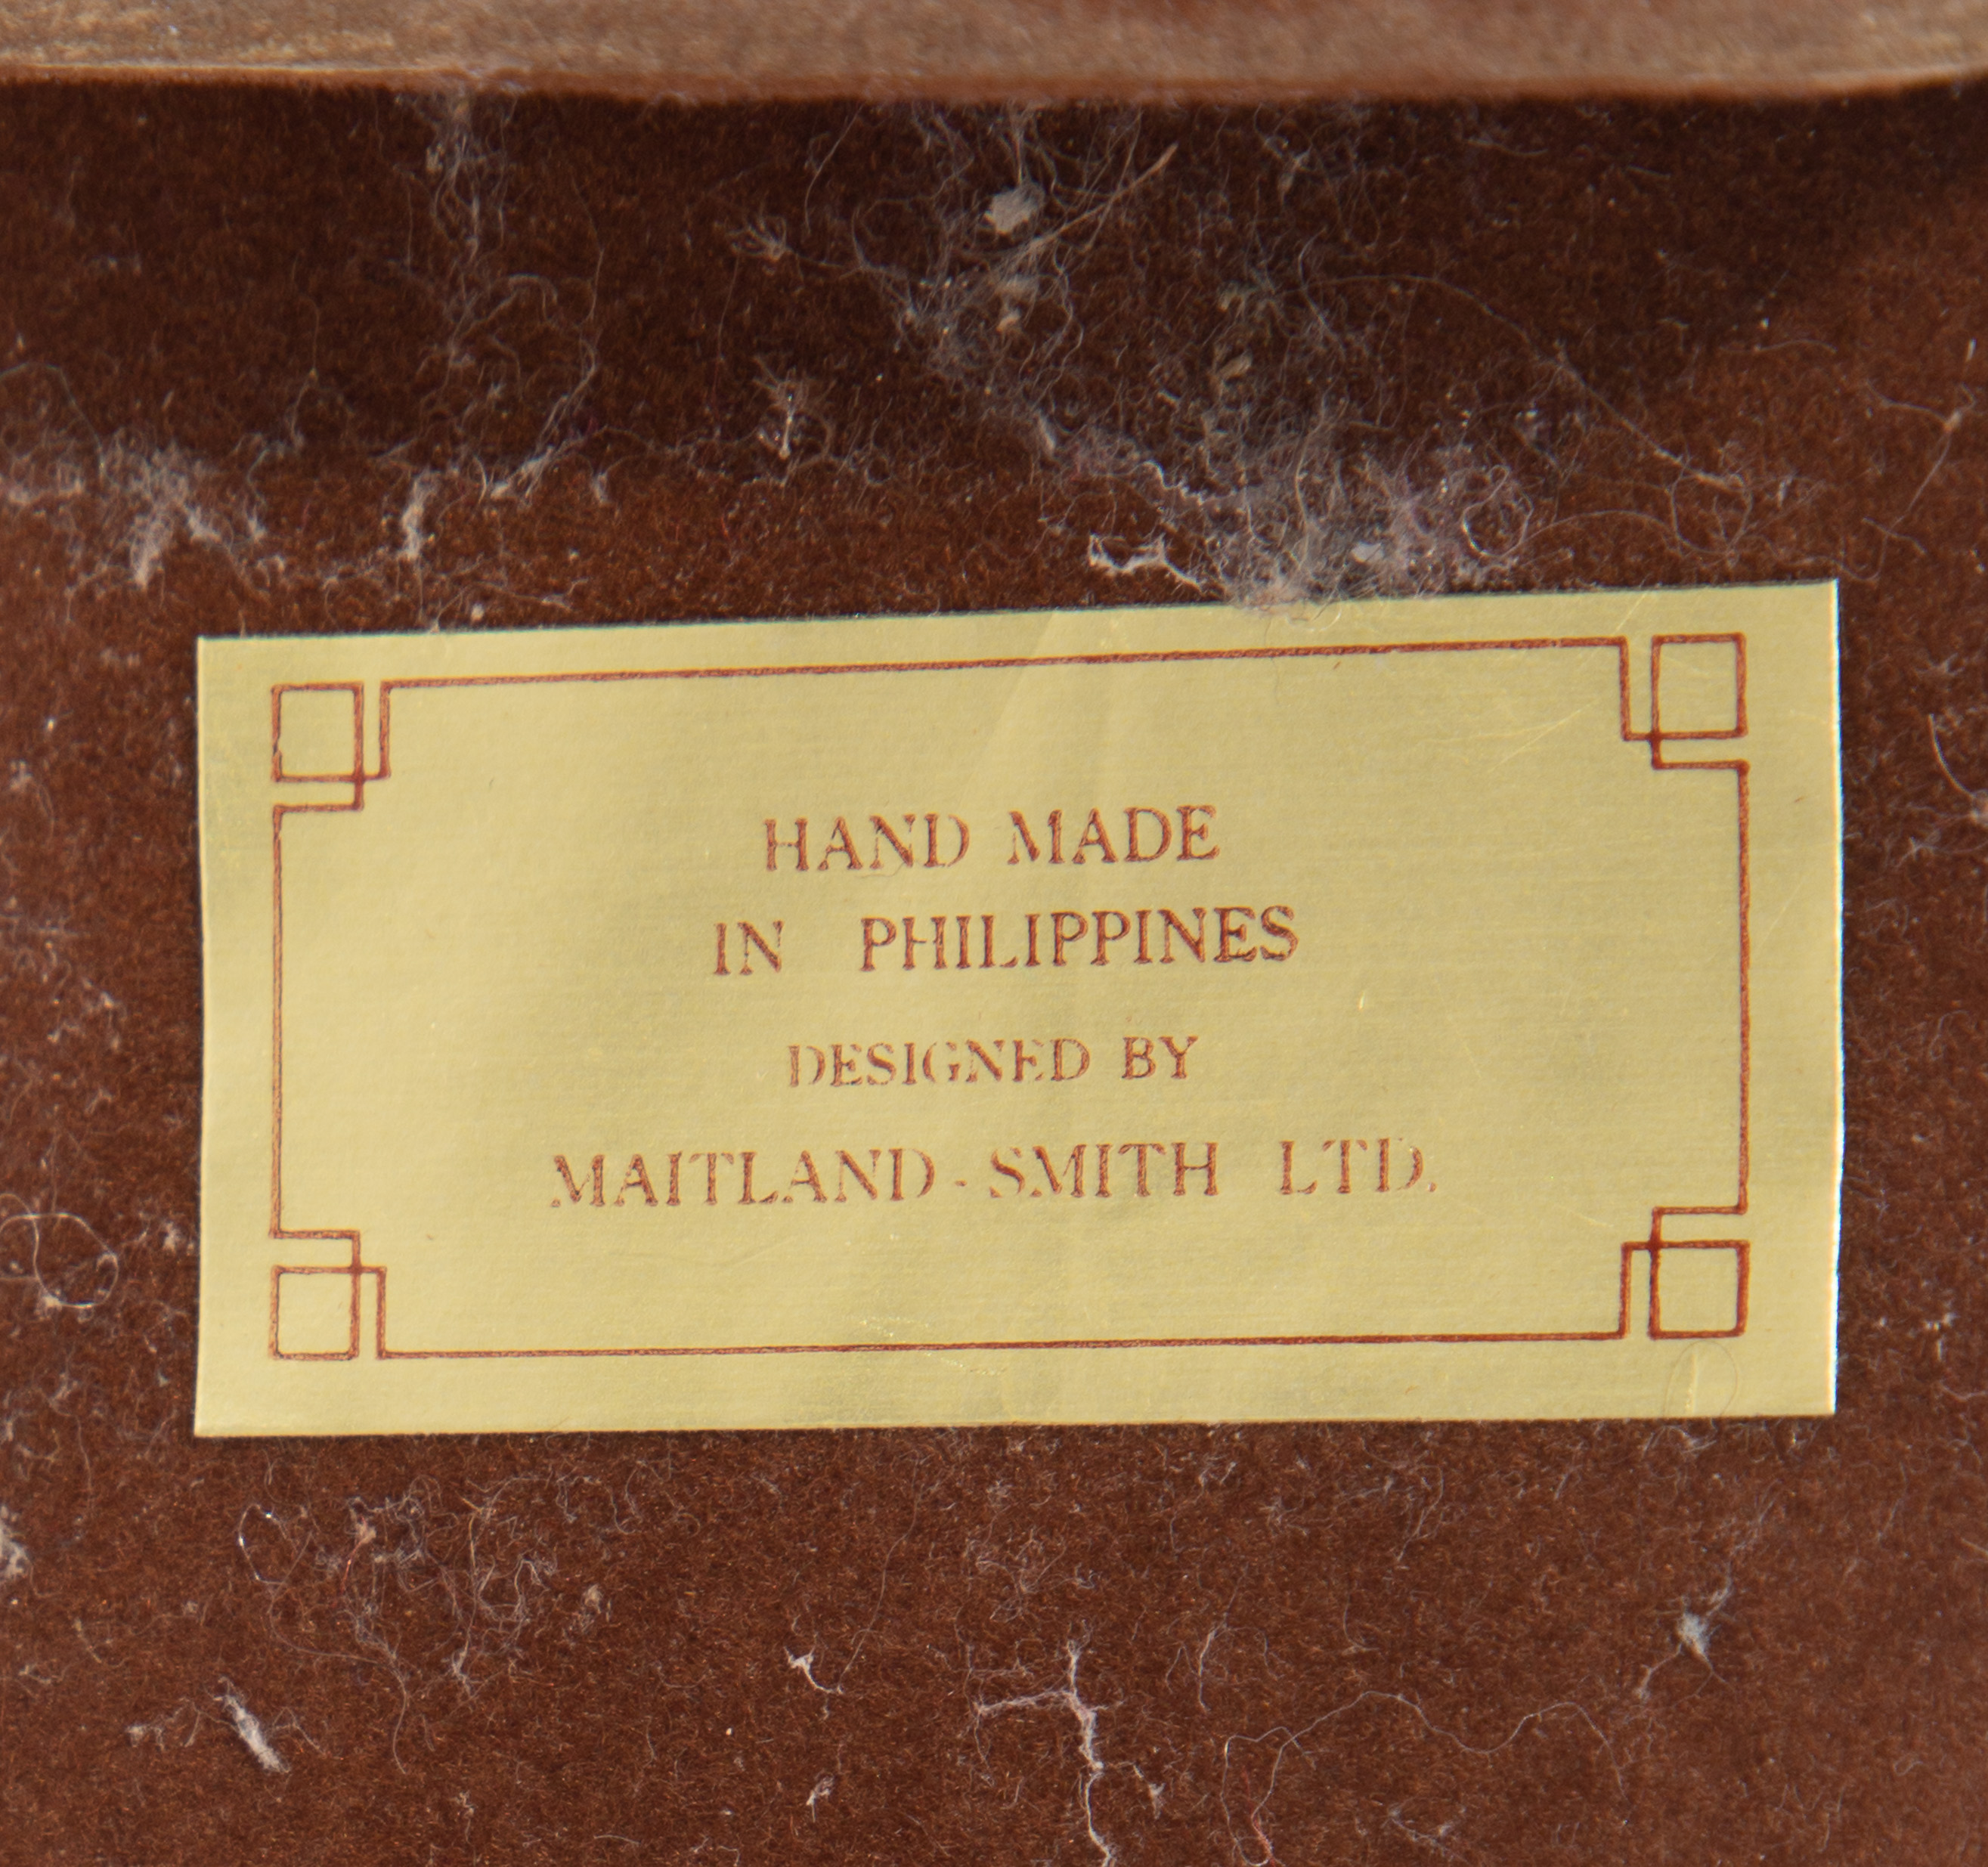 HAND MADE
IN PHILIPPINES
DESIGNED BY
MAITLAND-SMITH LTD.